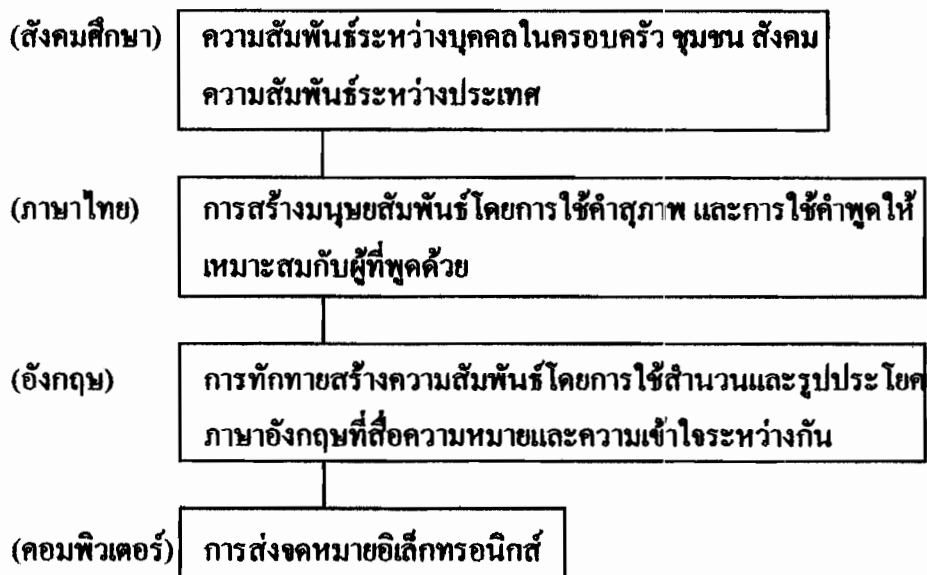 (สังคมศึกษา) ความสัมพันธ์ระหว่างบุคคลในครอบครัว ชุมชน สังคม
ความสัมพันธ์ระหว่างประเทศ
(ภาษาไทย) การสร้างมนุษยสัมพันธ์โดยการใช้คำสุภาพ และการใช้คำพูดให้
เหมาะสมกับผู้ที่พูดด้วย
(อังกฤษ) การทักทายสร้างความสัมพันธ์โดยการใช้สำนวนและรูปประโยค
ภาษาอังกฤษที่สื่อความหมายและความเข้าใจระหว่างกัน
(คอมพิวเตอร์) การส่งจดหมายอิเล็กทรอนิกส์